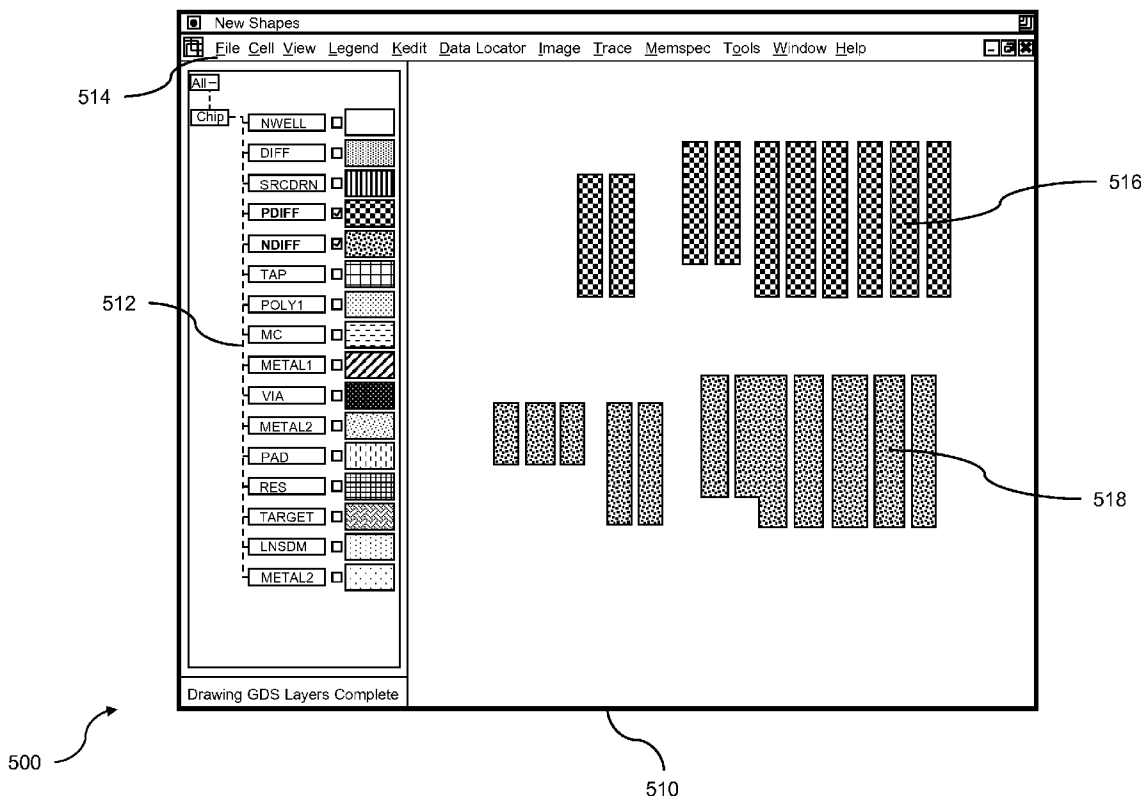 New Shapes
File Cell View Legend Kedit Data Locator Image Trace Memspec Tools Window Help
514
All
Chip
NWELL
DIFF
SRCDRN
PDIFF
NDIFF
TAP
POLY1
MC
METAL1
VIA
METAL2
PAD
RES
TARGET
LNSDM
METAL2
512
516
518
Drawing GDS Layers Complete
500
510